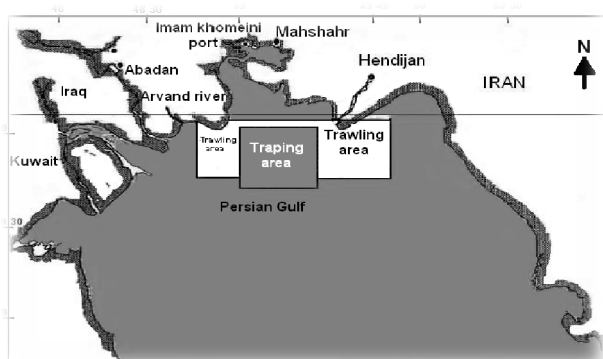 Imam khomeini
port
Mahshahr
N
Abadan
Hendijan
Iraq
IRAN
Arvand river
Trawling
area
Traping
area
Trawling
area
Kuwait
Persian Gulf
30